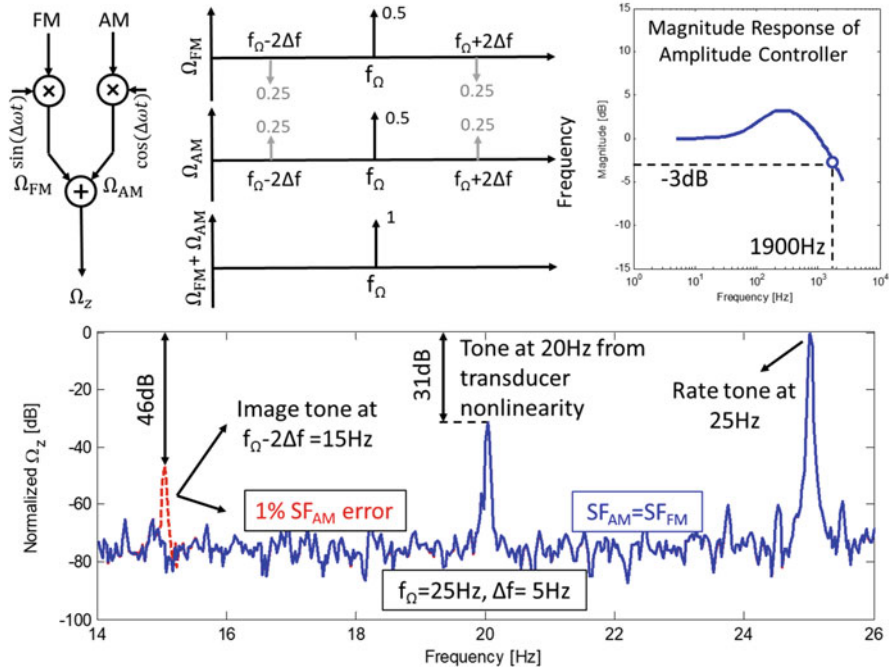 FM
AM
×
×
sin(Δωt)
cos(Δωt)
Ω_FM
+
Ω_AM
Ω_z
Ω_FM
f_Ω-2Δf
0.5
f_Ω+2Δf
0.25
f_Ω
0.25
Ω_AM
0.25
0.5
0.25
f_Ω-2Δf
f_Ω
f_Ω+2Δf
Ω_FM + Ω_AM
1
f_Ω
Frequency
Magnitude Response of
Amplitude Controller
Magnitude [dB]
15
10
5
0
-5
-10
-15
-3dB
1900Hz
10^0
10^1
10^2
10^3
10^4
Frequency [Hz]
Normalized Ω_z [dB]
0
-20
-40
-60
-80
-100
46dB
Image tone at
f_Ω-2Δf =15Hz
1% SF_AM error
31dB
Tone at 20Hz from
transducer
nonlinearity
Rate tone at
25Hz
SF_AM=SF_FM
f_Ω=25Hz, Δf= 5Hz
14
16
18
20
22
24
26
Frequency [Hz]